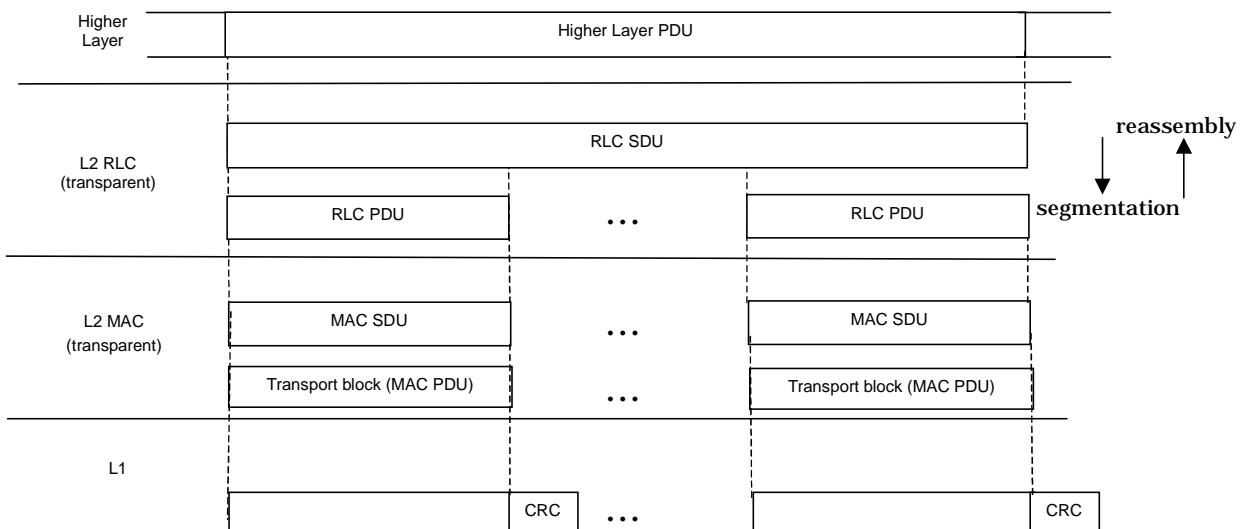 Higher
Layer
Higher Layer PDU
RLC SDU
reassembly
L2 RLC
(transparent)
RLC PDU
...
RLC PDU
segmentation
L2 MAC
(transparent)
MAC SDU
...
MAC SDU
Transport block (MAC PDU)
...
Transport block (MAC PDU)
L1
CRC
...
CRC